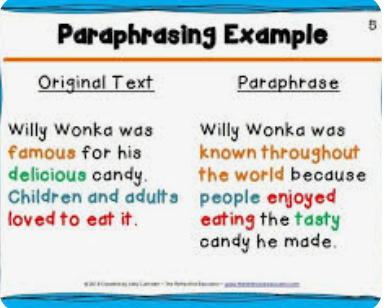 Paraphrasing Example
5
Original Text
Willy Wonka was
famous for his
delicious candy.
Children and adults
loved to eat it.
Paraphrase
Willy Wonka was
known throughout
the world because
people enjoyed
eating the tasty
candy he made.